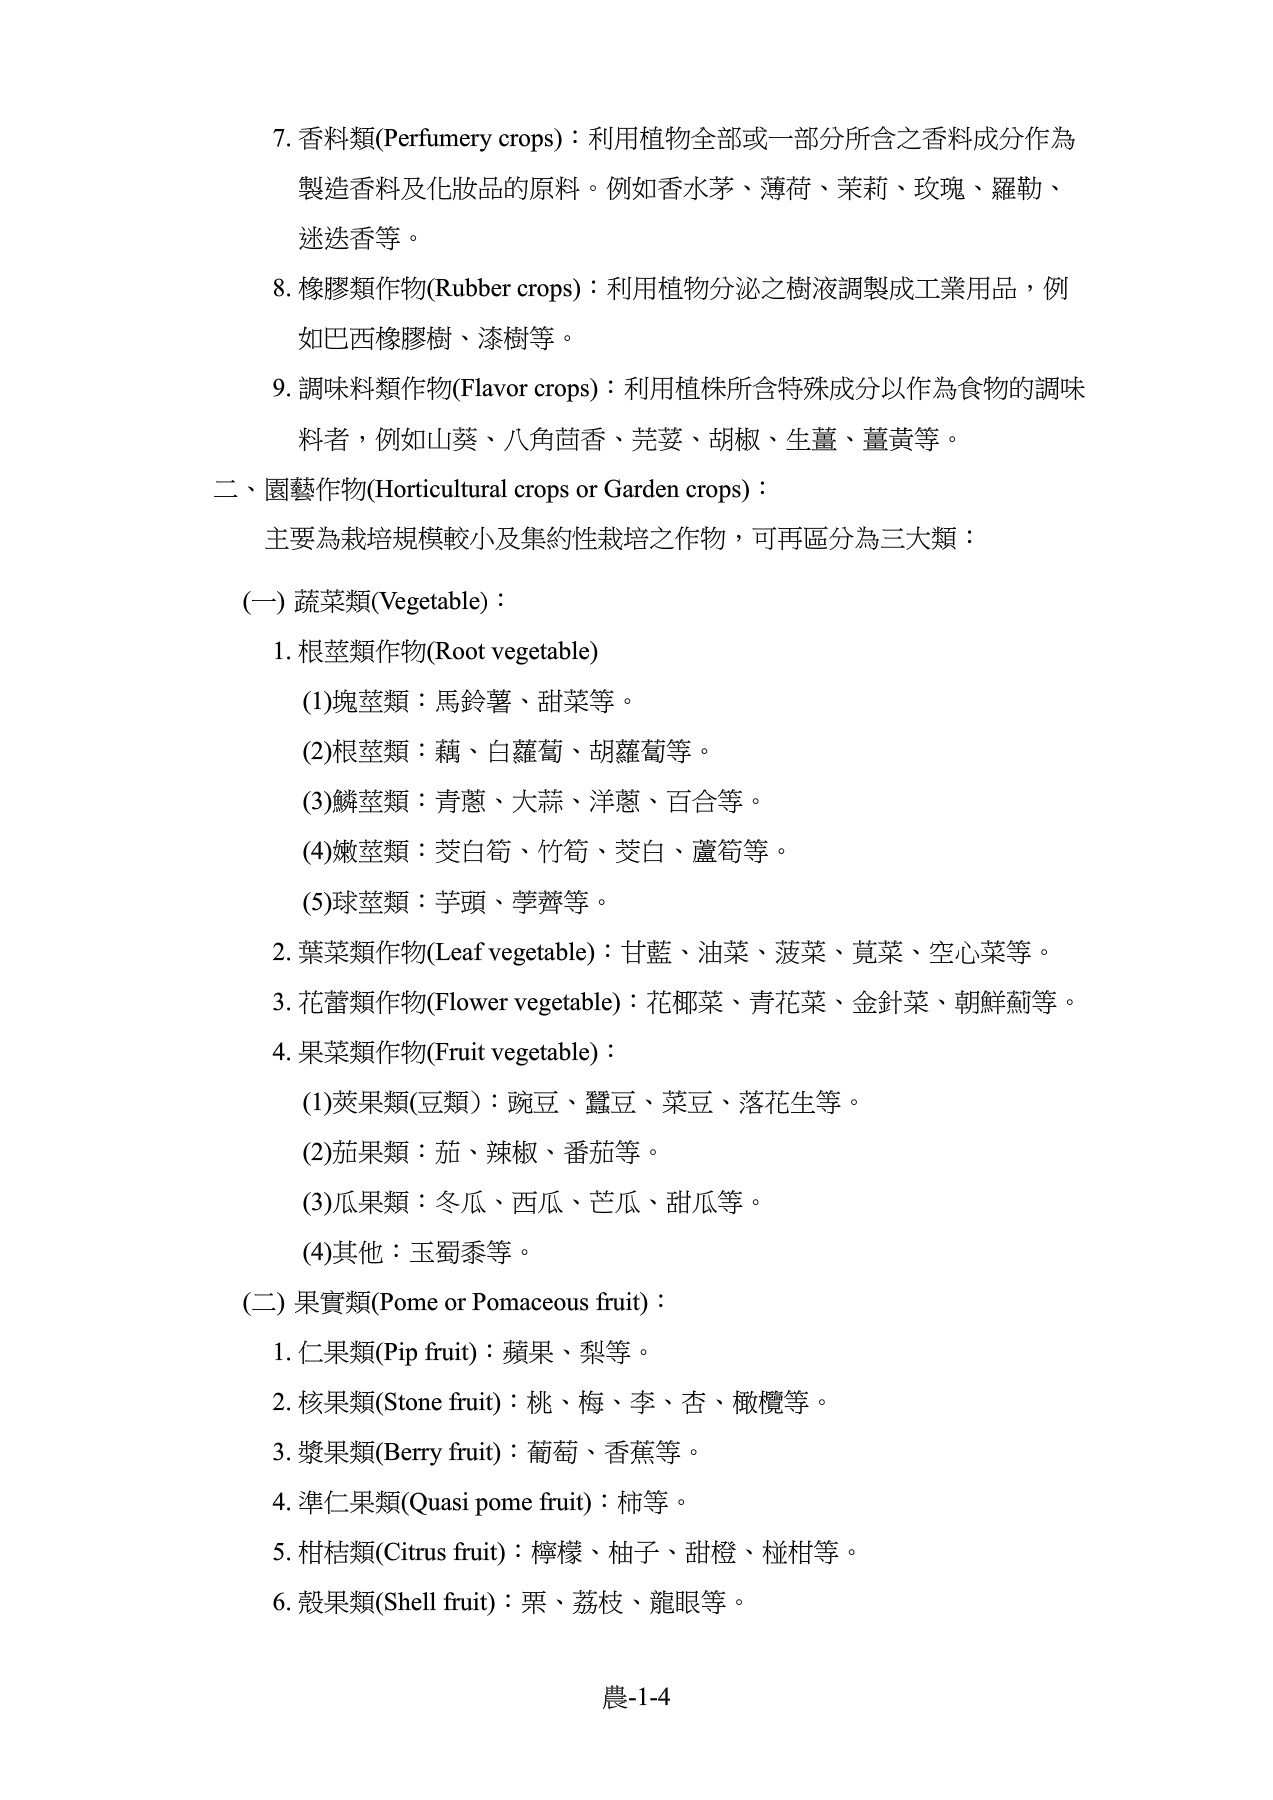 7. 香料類(Perfumery crops)：利用植物全部或一部分所含之香料成分作為
製造香料及化妝品的原料。例如香水茅、薄荷、茉莉、玫瑰、羅勒、
迷迭香等。
8. 橡膠類作物(Rubber crops)：利用植物分泌之樹液調製成工業用品，例
如巴西橡膠樹、漆樹等。
9. 調味料類作物(Flavor crops)：利用植株所含特殊成分以作為食物的調味
料者，例如山葵、八角茴香、芫荽、胡椒、生薑、薑黃等。
二、園藝作物(Horticultural crops or Garden crops)：
主要為栽培規模較小及集約性栽培之作物，可再區分為三大類：
(一) 蔬菜類(Vegetable)：
1. 根莖類作物(Root vegetable)
(1)塊莖類：馬鈴薯、甜菜等。
(2)根莖類：藕、白蘿蔔、胡蘿蔔等。
(3)鱗莖類：青蔥、大蒜、洋蔥、百合等。
(4)嫩莖類：茭白筍、竹筍、茭白、蘆筍等。
(5)球莖類：芋頭、荸薺等。
2. 葉菜類作物(Leaf vegetable)：甘藍、油菜、菠菜、莧菜、空心菜等。
3. 花蕾類作物(Flower vegetable)：花椰菜、青花菜、金針菜、朝鮮薊等。
4. 果菜類作物(Fruit vegetable)：
(1)莢果類(豆類）：豌豆、蠶豆、菜豆、落花生等。
(2)茄果類：茄、辣椒、番茄等。
(3)瓜果類：冬瓜、西瓜、芒瓜、甜瓜等。
(4)其他：玉蜀黍等。
(二) 果實類(Pome or Pomaceous fruit)：
1. 仁果類(Pip fruit)：蘋果、梨等。
2. 核果類(Stone fruit)：桃、梅、李、杏、橄欖等。
3. 漿果類(Berry fruit)：葡萄、香蕉等。
4. 準仁果類(Quasi pome fruit)：柿等。
5. 柑桔類(Citrus fruit)：檸檬、柚子、甜橙、椪柑等。
6. 殼果類(Shell fruit)：栗、荔枝、龍眼等。
農-1-4